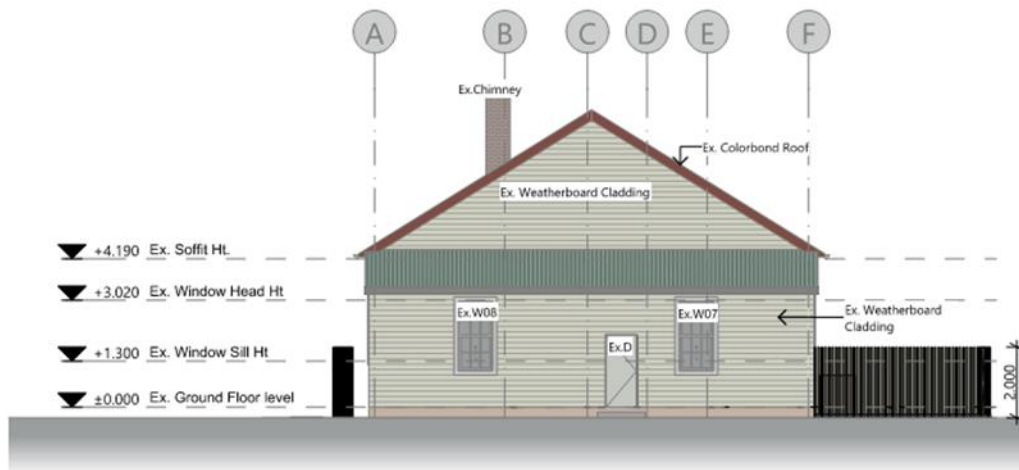 A B C D E F
Ex.Chimney
Ex. Colorbond Roof
Ex. Weatherboard Cladding
+4.190 Ex. Soffit Ht.
+3.020 Ex. Window Head Ht
Ex.W08
Ex.W07
Ex. Weatherboard
Cladding
+1.300 Ex. Window Sill Ht
Ex.D
±0.000 Ex. Ground Floor level
2.000